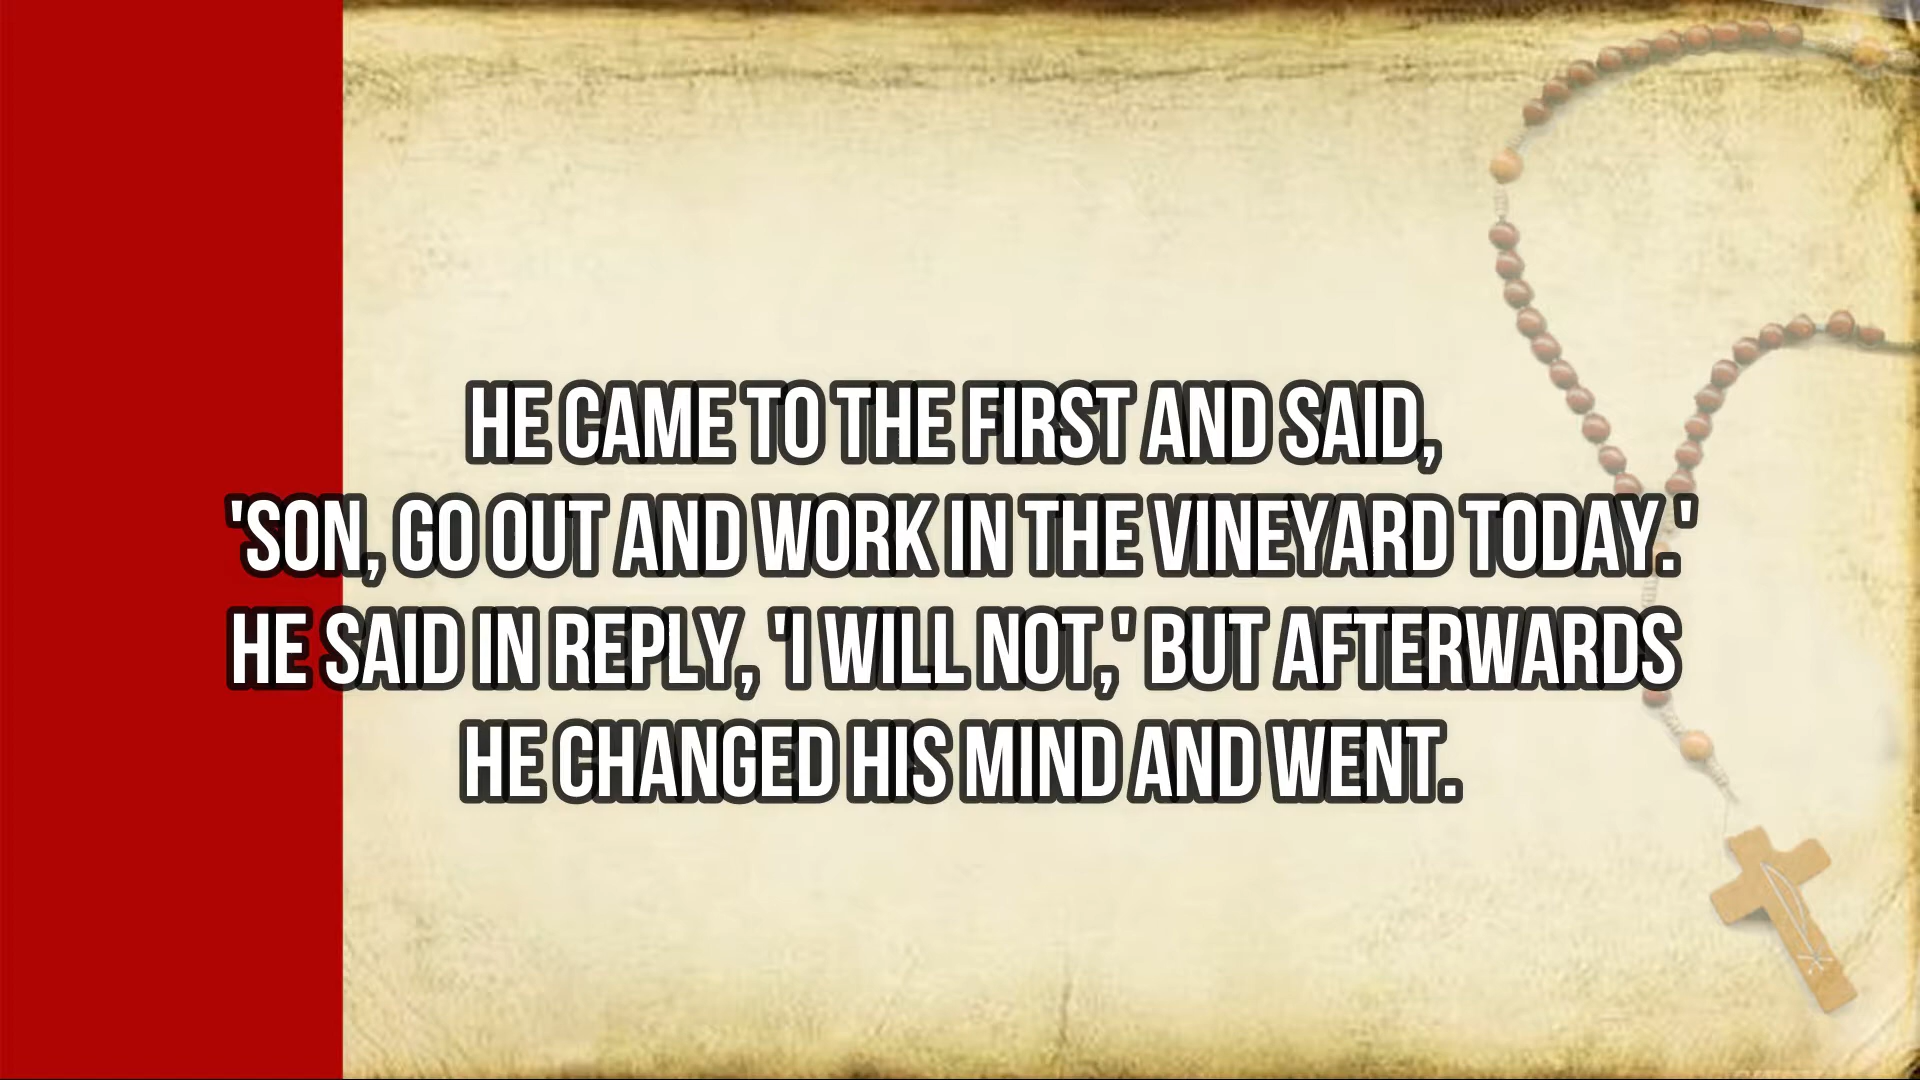 HE CAME TO THE FIRST AND SAID,
'SON, GO OUT AND WORK IN THE VINEYARD TODAY.'
HE SAID IN REPLY, 'I WILL NOT,' BUT AFTERWARDS
HE CHANGED HIS MIND AND WENT.